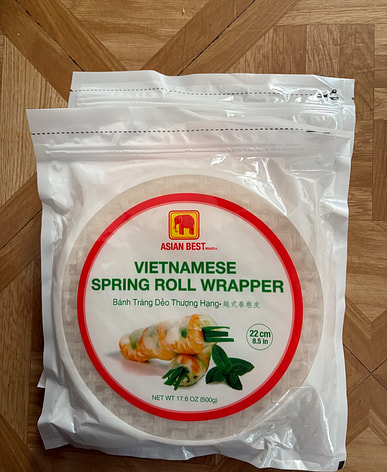 ASIAN BEST BRAND
VIETNAMESE
SPRING ROLL WRAPPER
Bánh Tráng Dẻo Thượng Hạng • 越式春卷皮
22 cm
8.5 in
NET WT 17.6 OZ (500g)